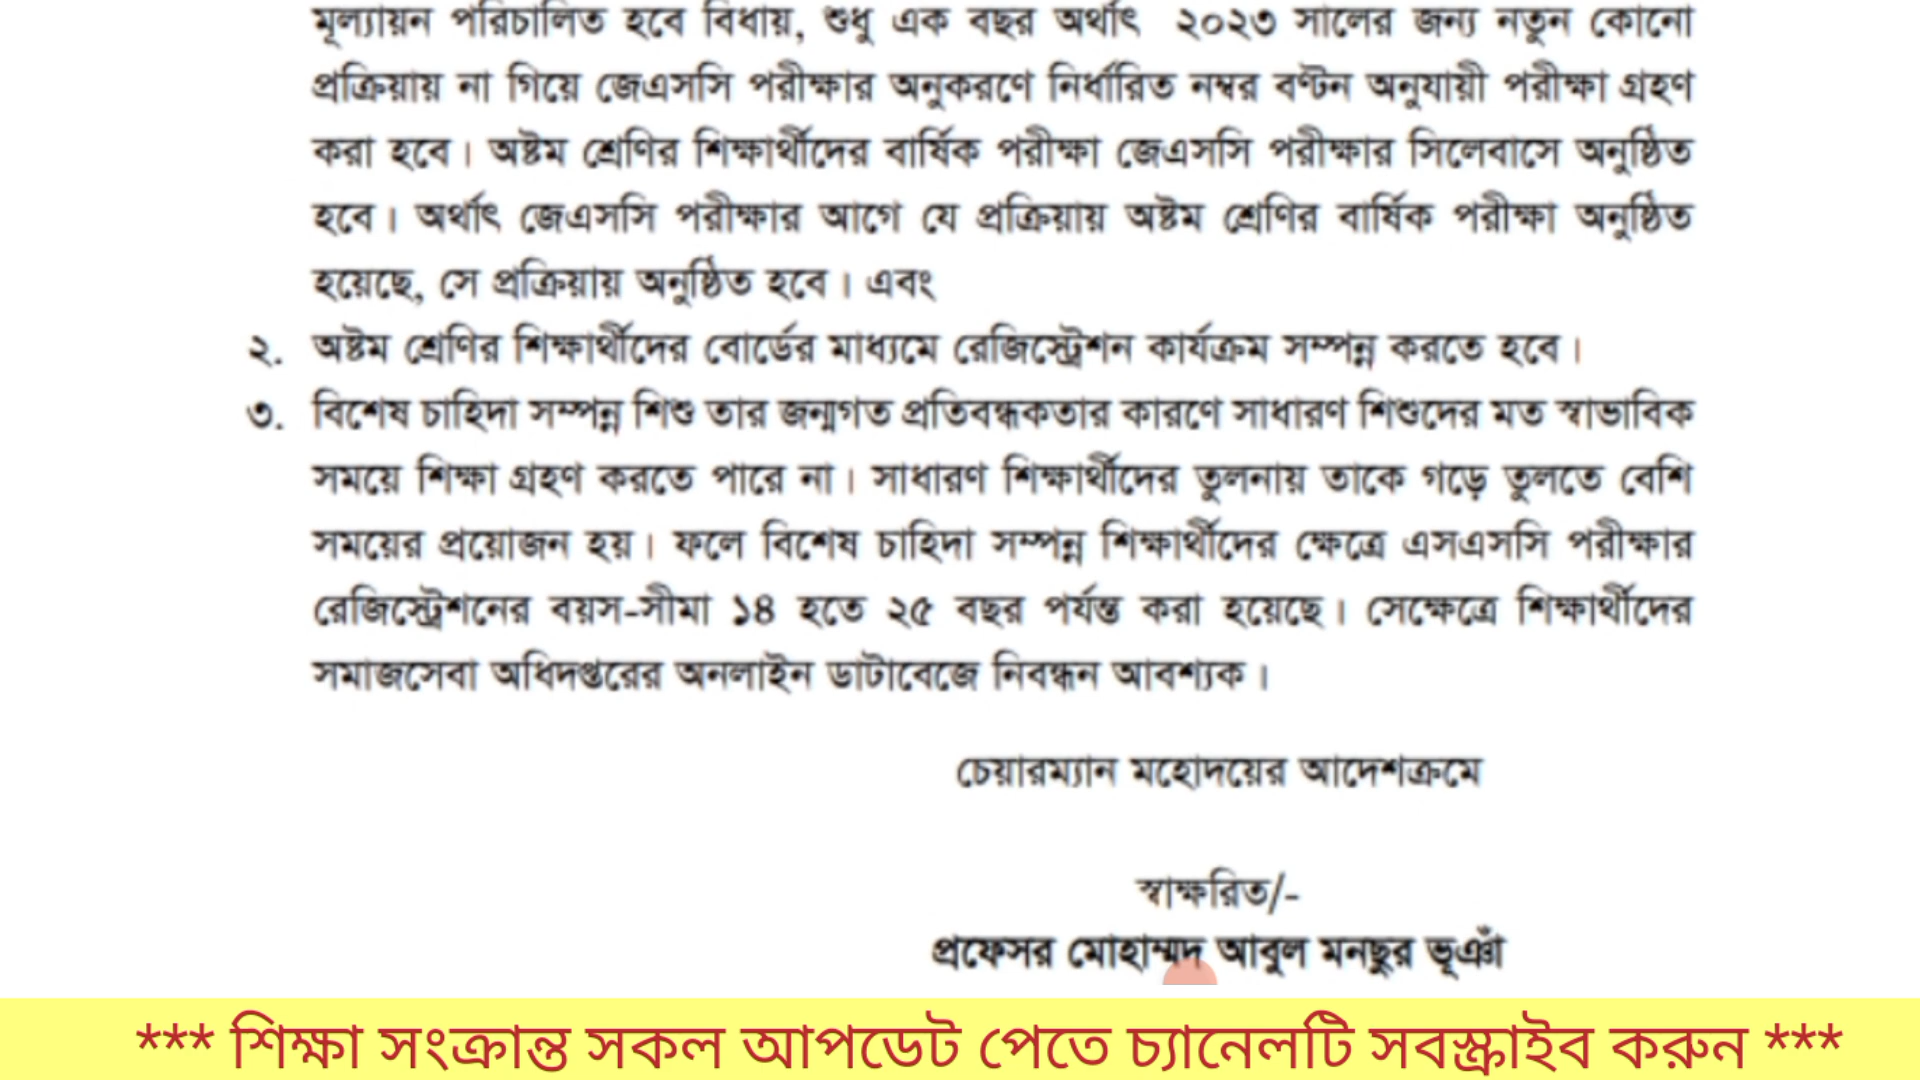 মূল্যায়ন পরিচালিত হবে বিধায়, শুধু এক বছর অর্থাৎ ২০২৩ সালের জন্য নতুন কোনো
প্রক্রিয়ায় না গিয়ে জেএসসি পরীক্ষার অনুকরণে নির্ধারিত নম্বর বণ্টন অনুযায়ী পরীক্ষা গ্রহণ
করা হবে। অষ্টম শ্রেণির শিক্ষার্থীদের বার্ষিক পরীক্ষা জেএসসি পরীক্ষার সিলেবাসে অনুষ্ঠিত
হবে। অর্থাৎ জেএসসি পরীক্ষার আগে যে প্রক্রিয়ায় অষ্টম শ্রেণির বার্ষিক পরীক্ষা অনুষ্ঠিত
হয়েছে, সে প্রক্রিয়ায় অনুষ্ঠিত হবে। এবং
২. অষ্টম শ্রেণির শিক্ষার্থীদের বোর্ডের মাধ্যমে রেজিস্ট্রেশন কার্যক্রম সম্পন্ন করতে হবে।
৩. বিশেষ চাহিদা সম্পন্ন শিশু তার জন্মগত প্রতিবন্ধকতার কারণে সাধারণ শিশুদের মত স্বাভাবিক
সময়ে শিক্ষা গ্রহণ করতে পারে না। সাধারণ শিক্ষার্থীদের তুলনায় তাকে গড়ে তুলতে বেশি
সময়ের প্রয়োজন হয়। ফলে বিশেষ চাহিদা সম্পন্ন শিক্ষার্থীদের ক্ষেত্রে এসএসসি পরীক্ষার
রেজিস্ট্রেশনের বয়স-সীমা ১৪ হতে ২৫ বছর পর্যন্ত করা হয়েছে। সেক্ষেত্রে শিক্ষার্থীদের
সমাজসেবা অধিদপ্তরের অনলাইন ডাটাবেজে নিবন্ধন আবশ্যক।
চেয়ারম্যান মহোদয়ের আদেশক্রমে
স্বাক্ষরিত/-
প্রফেসর মোহাম্মদ আবুল মনছুর ভূঞাঁ
*** শিক্ষা সংক্রান্ত সকল আপডেট পেতে চ্যানেলটি সবস্ক্রাইব করুন ***